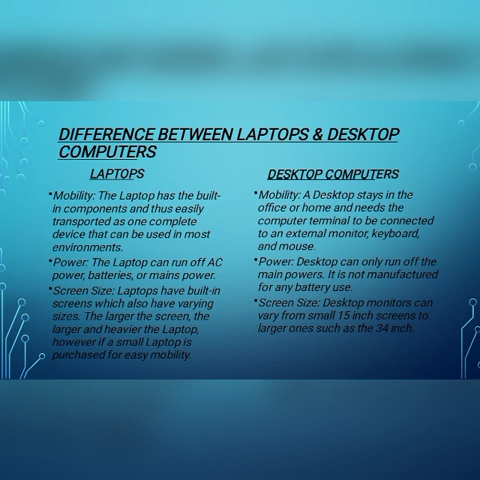 DIFFERENCE BETWEEN LAPTOPS & DESKTOP
COMPUTERS
LAPTOPS
•Mobility: The Laptop has the built-
in components and thus easily
transported as one complete
device that can be used in most
environments.
•Power: The Laptop can run off AC
power, batteries, or mains power.
•Screen Size: Laptops have built-in
screens which also have varying
sizes. The larger the screen, the
larger and heavier the Laptop,
however if a small Laptop is
purchased for easy mobility.
DESKTOP COMPUTERS
•Mobility: A Desktop stays in the
office or home and needs the
computer terminal to be connected
to an external monitor, keyboard,
and mouse.
•Power: Desktop can only run off the
main powers. It is not manufactured
for any battery use.
•Screen Size: Desktop monitors can
vary from small 15 inch screens to
larger ones such as the 34 inch.